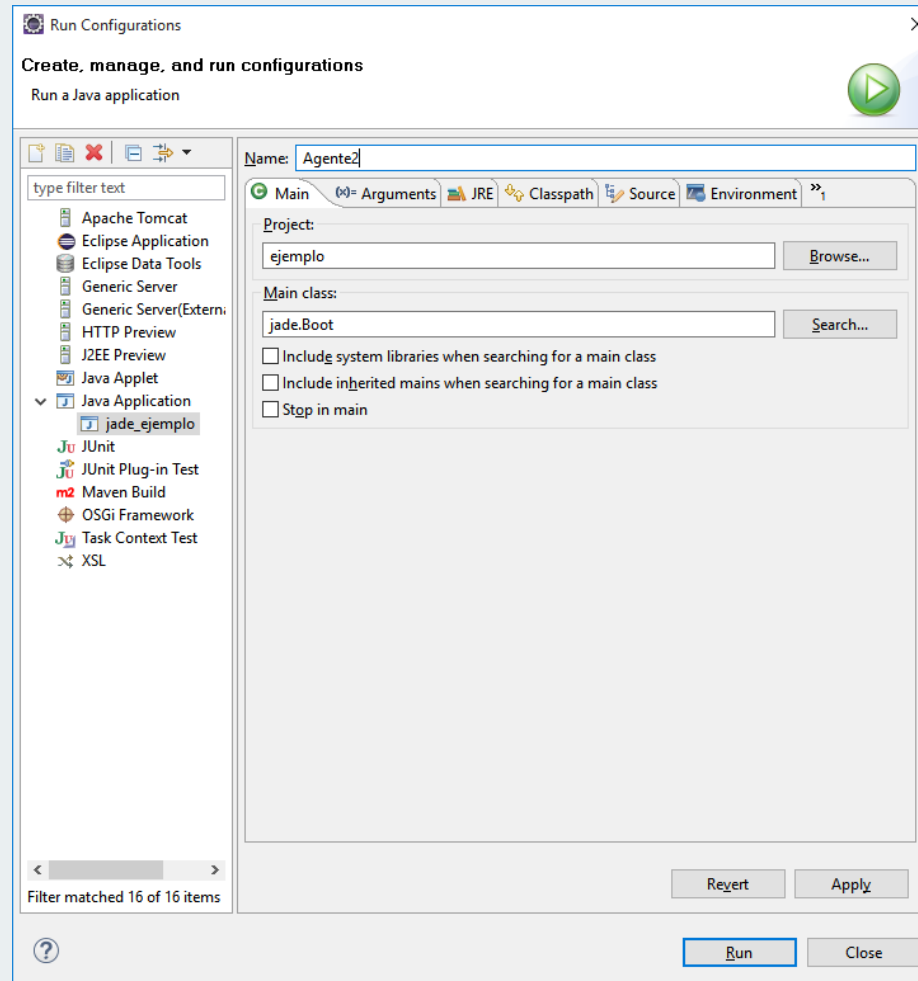 Run Configurations
Create, manage, and run configurations
Run a Java application
Name: Agente2
type filter text
Main (x)= Arguments JRE Classpath Source Environment »1
Apache Tomcat
Eclipse Application
Eclipse Data Tools
Generic Server
Generic Server(Externa
HTTP Preview
J2EE Preview
Java Applet
Java Application
jade_ejemplo
JUnit
JUnit Plug-in Test
Maven Build
OSGi Framework
Task Context Test
XSL
Project:
ejemplo Browse...
Main class:
jade.Boot Search...
Include system libraries when searching for a main class
Include inherited mains when searching for a main class
Stop in main
Filter matched 16 of 16 items
Revert Apply
Run Close